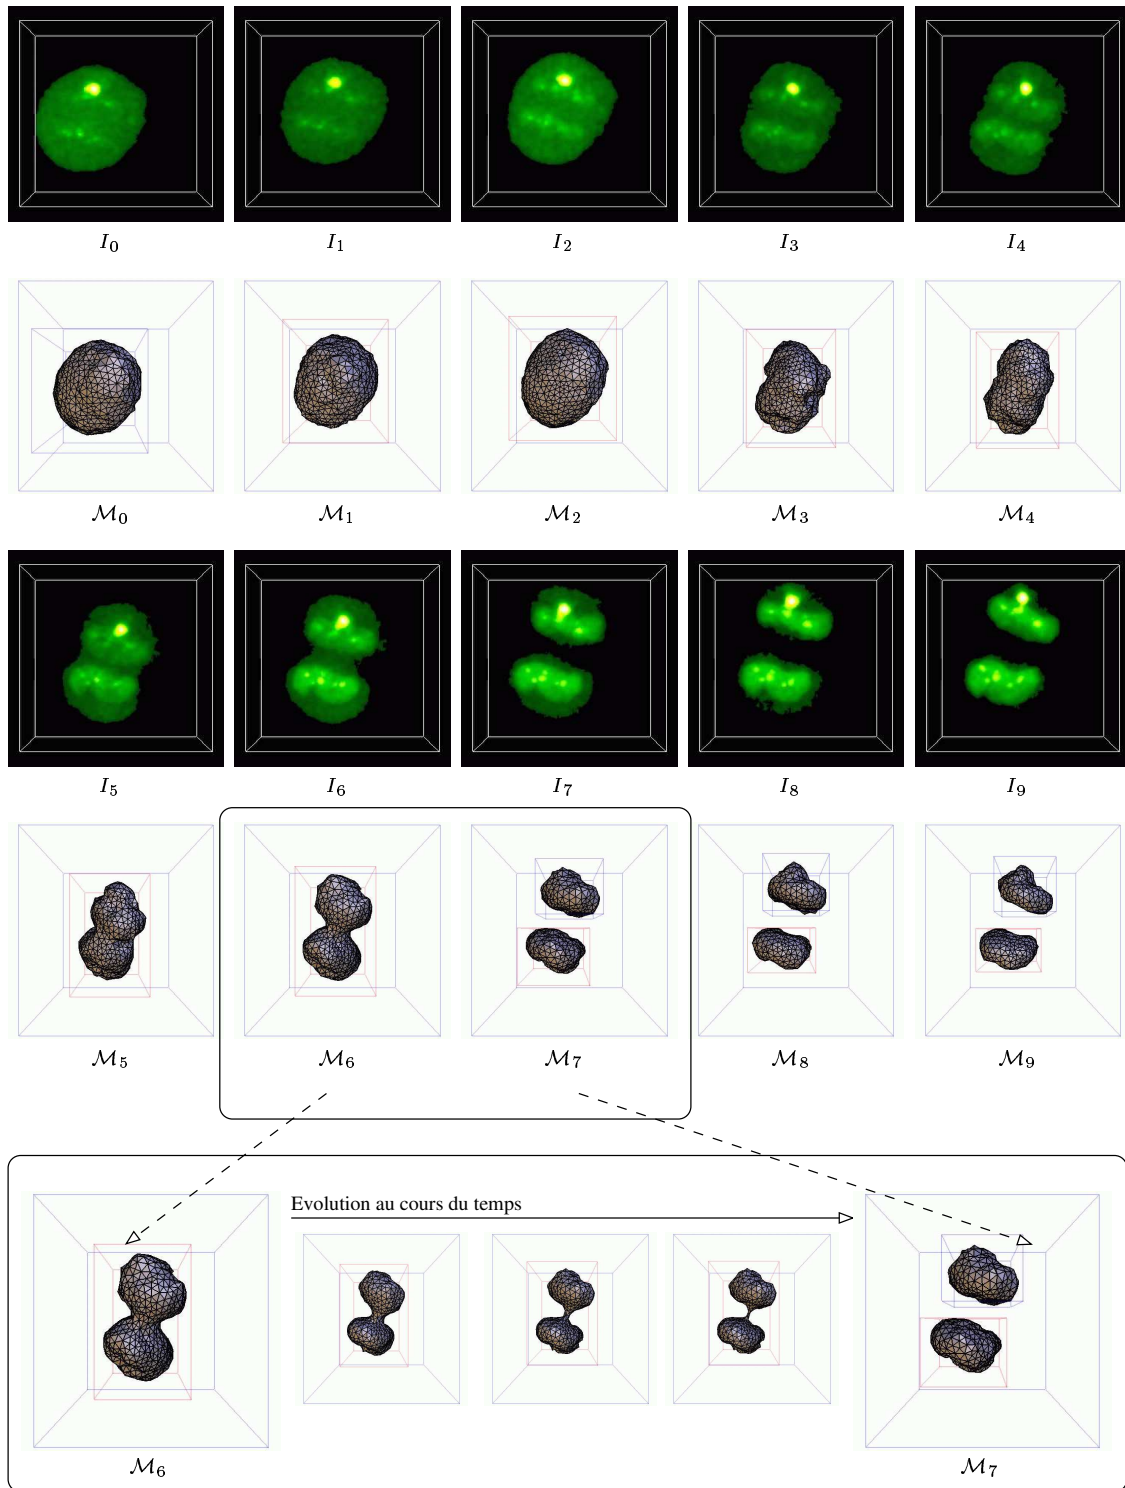 I₀ I₁ I₂ I₃ I₄
ℳ₀ ℳ₁ ℳ₂ ℳ₃ ℳ₄
I₅ I₆ I₇ I₈ I₉
ℳ₅ ℳ₆ ℳ₇ ℳ₈ ℳ₉
Evolution au cours du temps
ℳ₆ ℳ₇